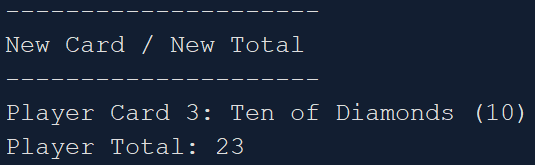 ---------------------
New Card / New Total
---------------------
Player Card 3: Ten of Diamonds (10)
Player Total: 23